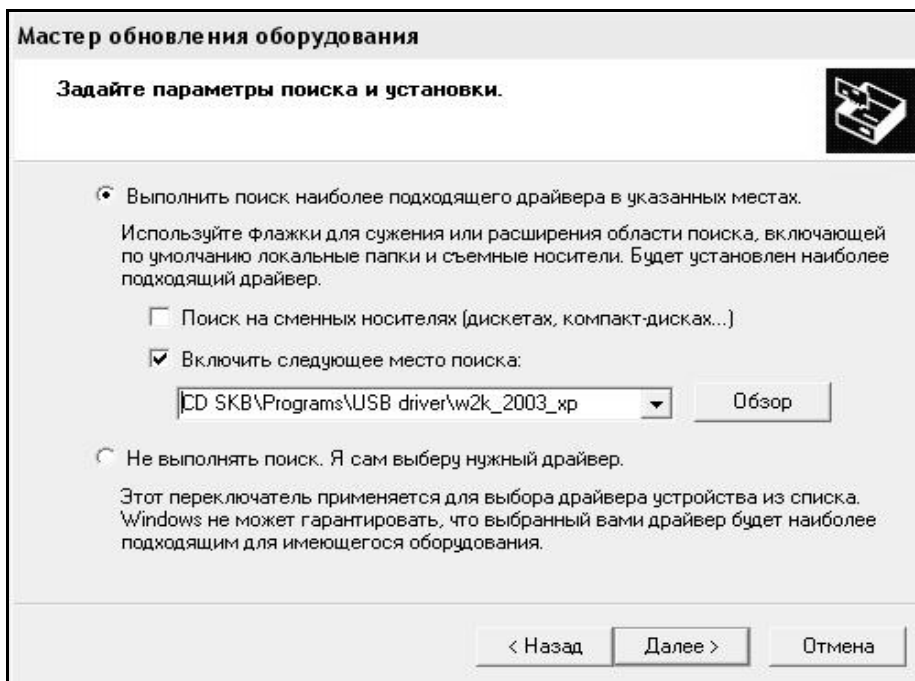 Мастер обновления оборудования
Задайте параметры поиска и установки.
Выполнить поиск наиболее подходящего драйвера в указанных местах.
Используйте флажки для сужения или расширения области поиска, включающей
по умолчанию локальные папки и съемные носители. Будет установлен наиболее
подходящий драйвер.
Поиск на сменных носителях (дискетах, компакт-дисках...)
Включить следующее место поиска:
CD SKB\Programs\USB driver\w2k_2003_xp
Обзор
Не выполнять поиск. Я сам выберу нужный драйвер.
Этот переключатель применяется для выбора драйвера устройства из списка.
Windows не может гарантировать, что выбранный вами драйвер будет наиболее
подходящим для имеющегося оборудования.
< Назад
Далее >
Отмена